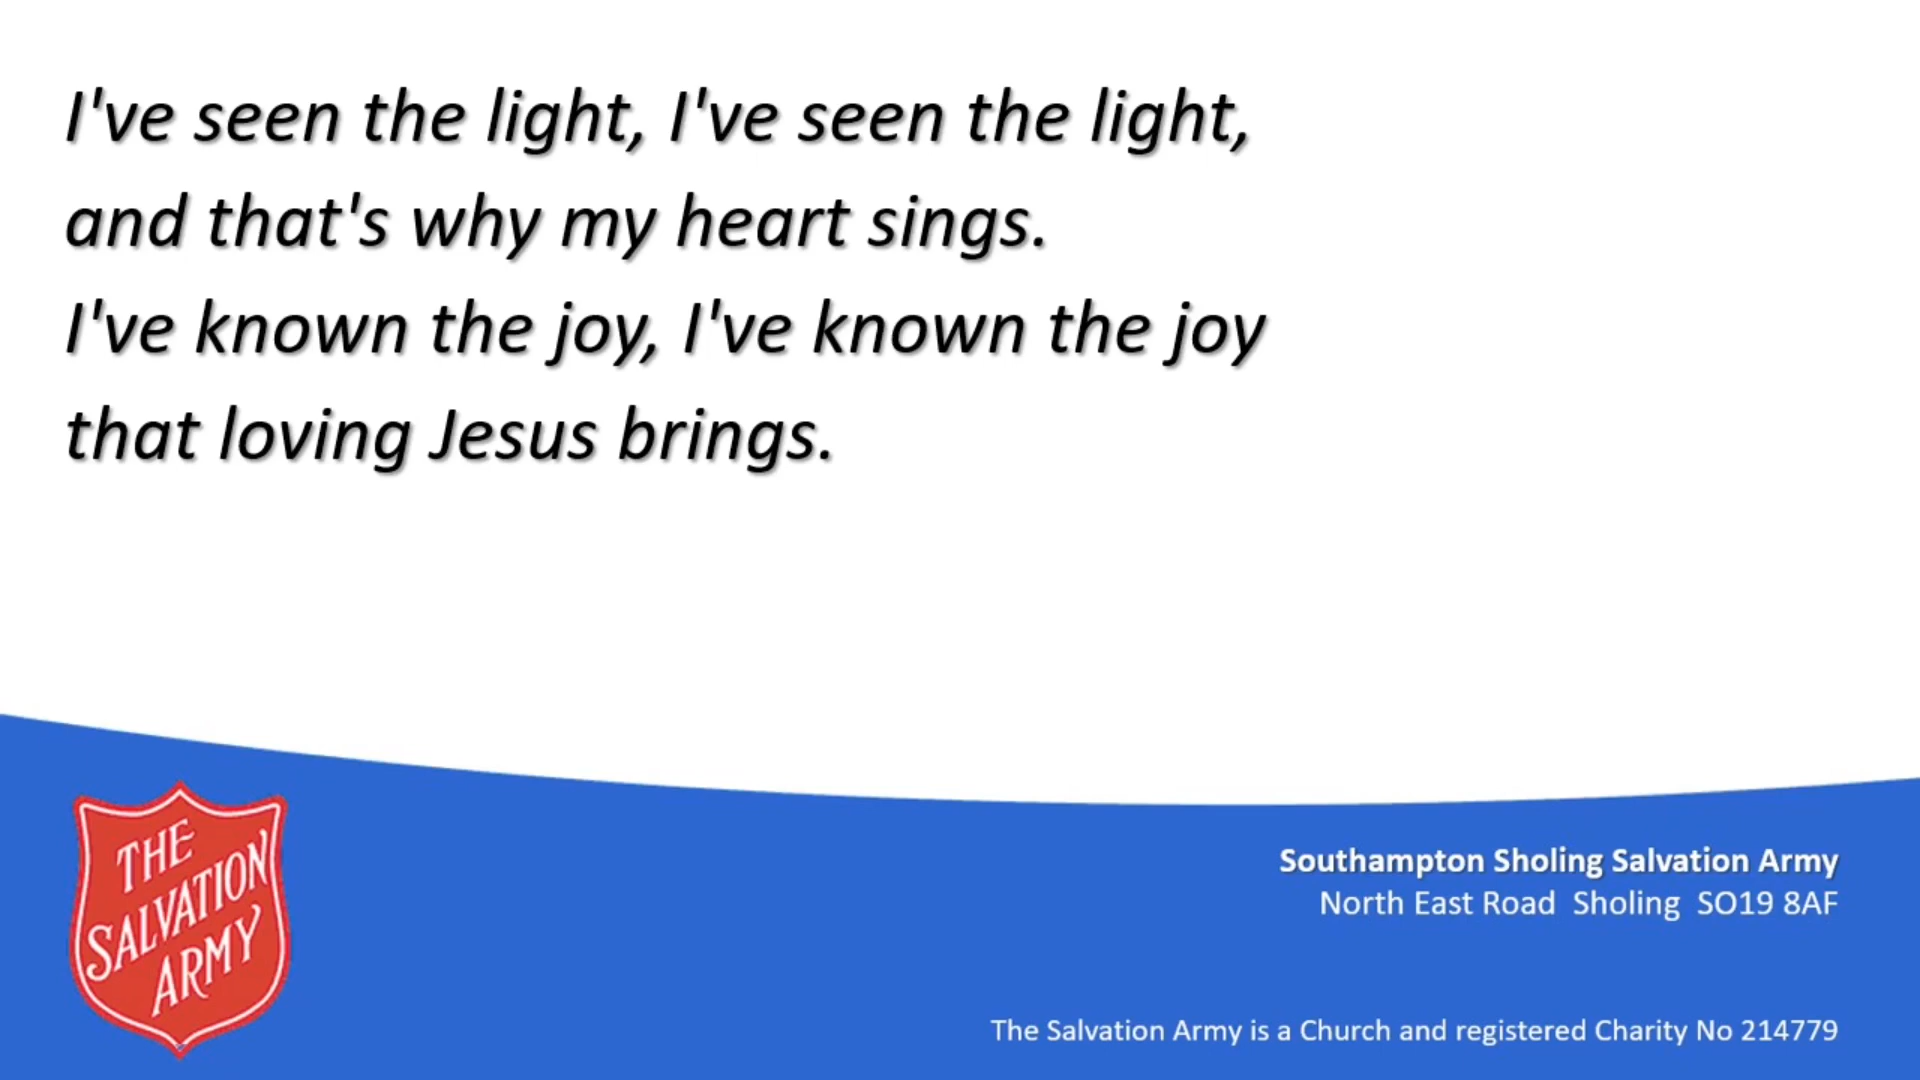 I've seen the light, I've seen the light,
and that's why my heart sings.
I've known the joy, I've known the joy
that loving Jesus brings.
THE
SALVATION
ARMY
Southampton Sholing Salvation Army
North East Road Sholing SO19 8AF
The Salvation Army is a Church and registered Charity No 214779